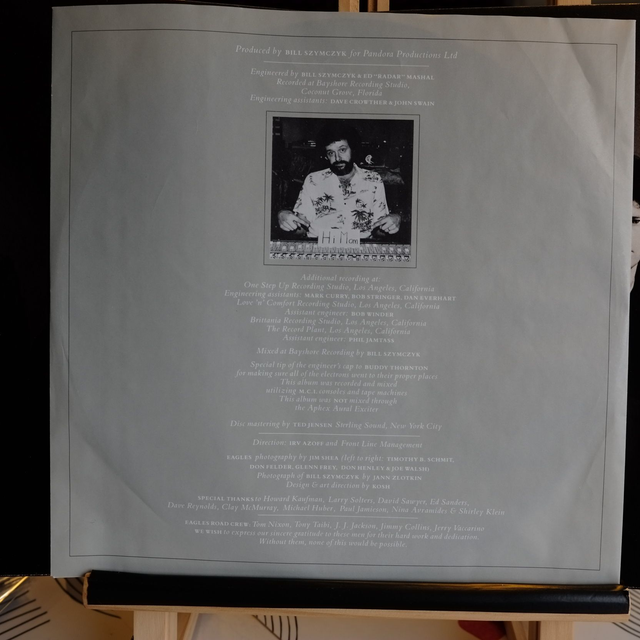 Produced by BILL SZYMCZYK for Pandora Productions Ltd
Engineered by BILL SZYMCZYK & ED "RADAR" MASHAL
Recorded at Bayshore Recording Studio,
Coconut Grove, Florida
Engineering assistants: DAVE CROWTHER & JOHN
Additional recording at
One Step Up Recording Studio, Los Angeles, California
Engineering assistants: MARK CURRY, BOB STRINGER, DAN EVERHART
Love 'n' Comfort Recording Studio, Los Angeles, California
Assistant engineer: BOB WINDER
Britannia Recording Studio, Los Angeles, California
The Record Plant, Los Angeles, California
Assistant engineer: PHIL JAMESSE
Mixed at Bayshore Recording by BILL SZYMCZYK
Special tip of the engineer's cap to BUDDY THORNTON
for making sure all of the electrons went to their proper places
This album was recorded and mixed
utilizing M.C.I. consoles and tape machines
This album was NOT mixed through
the Aphex Aural Exciter
Disc mastering by TED JENSEN Sterling Sound, New York City
Direction: IRV AZOFF and Front Line Management
EAGLES photography by JIM SHEA (left to right: TIMOTHY B. SCHMIT,
DON FELDER, GLENN FREY, DON HENLEY & JOE WALSH)
Photograph of BILL SZYMCZYK by JANN ZLOTKIN
Design & art direction by KOSH
SPECIAL THANKS to Howard Kaufman, Larry Solters, David Sawyer, Ed Sanders,
Dave Reynolds, Clay McMurray, Michael Huber, Paul Jamieson, Nina Avramedes & Shirley Klein
EAGLES ROAD CREW: Tom Nixon, Tony Taibi, J. J. Jackson, Jimmy Collins, Jerry Vaccarino
WE WISH to express our sincere gratitude to these men for their hard work and dedication.
Without them, none of this would be possible.